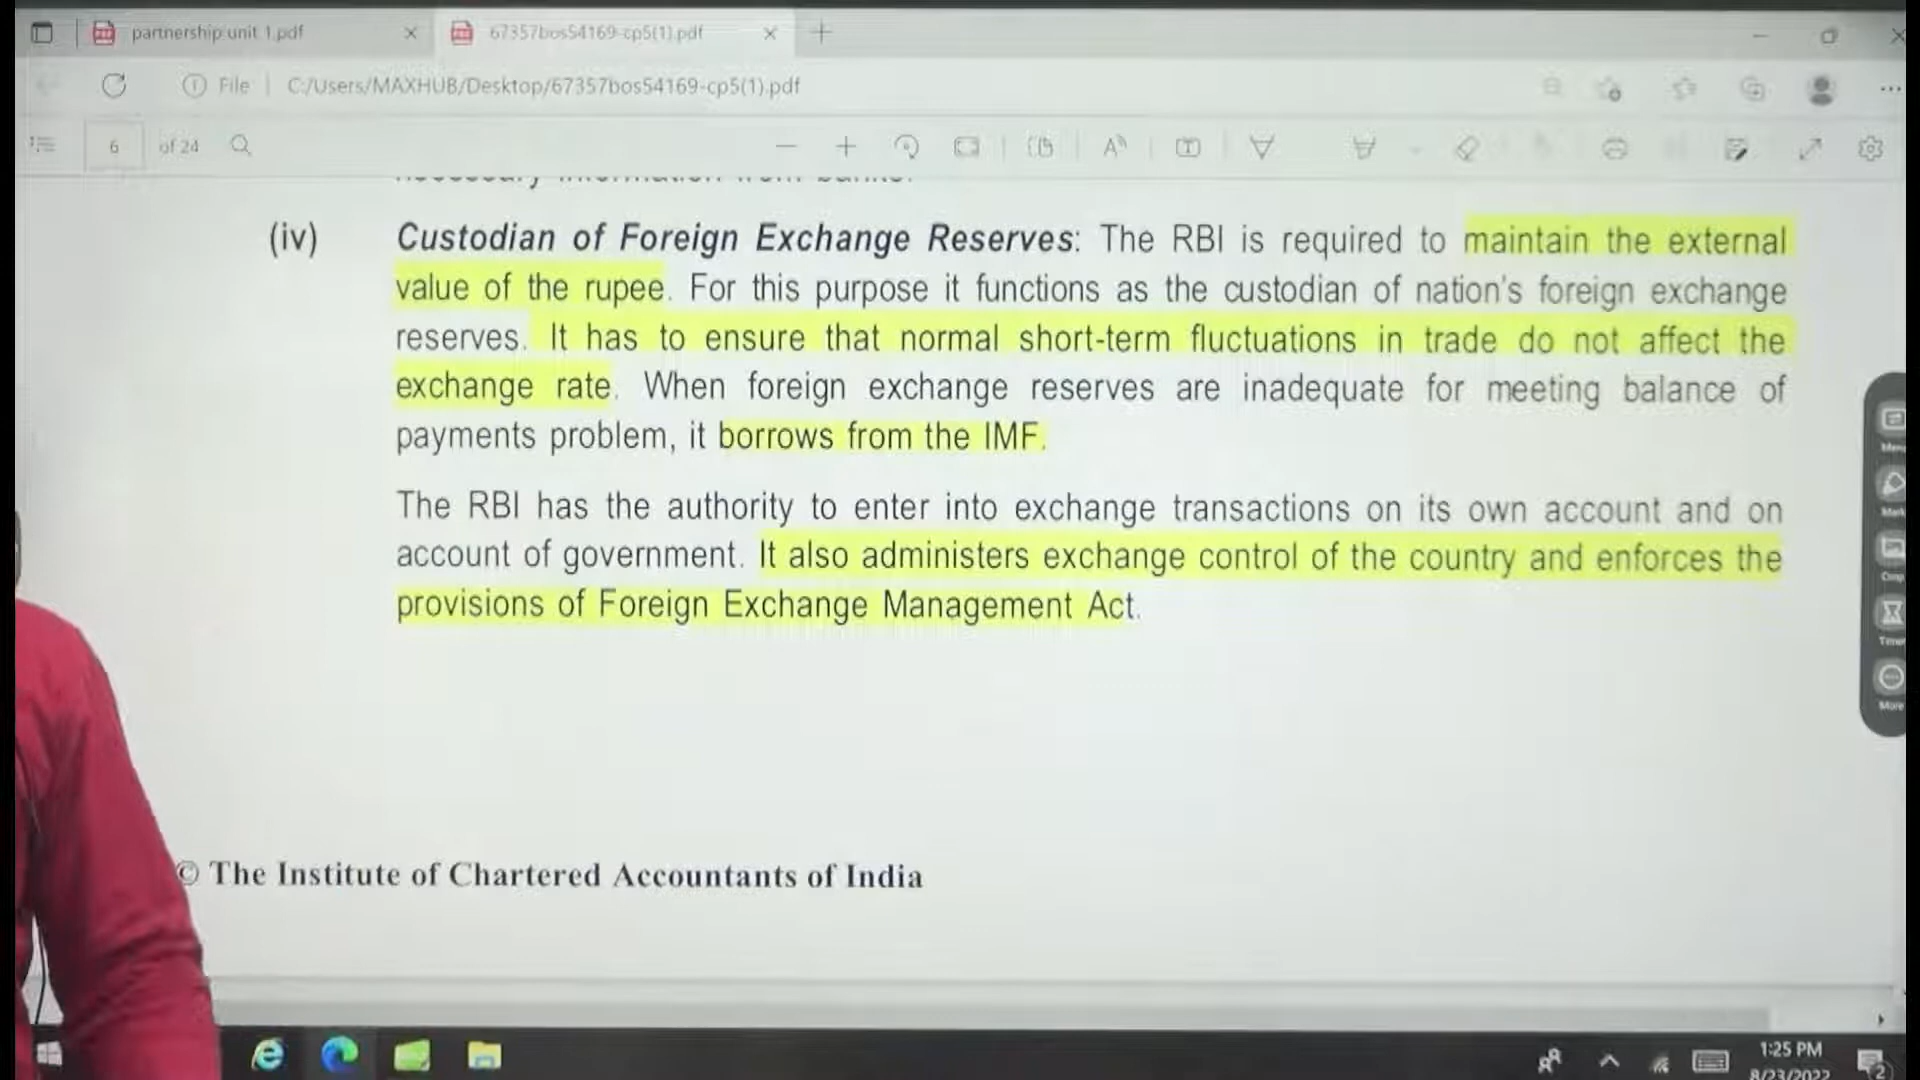 partnership unit 1.pdf
67357bos54169-cp5(1).pdf
File
C:/Users/MAXHUB/Desktop/67357bos54169-cp5(1).pdf
6 of 24
(iv) Custodian of Foreign Exchange Reserves: The RBI is required to maintain the external
value of the rupee. For this purpose it functions as the custodian of nation's foreign exchange
reserves. It has to ensure that normal short-term fluctuations in trade do not affect the
exchange rate. When foreign exchange reserves are inadequate for meeting balance of
payments problem, it borrows from the IMF.
The RBI has the authority to enter into exchange transactions on its own account and on
account of government. It also administers exchange control of the country and enforces the
provisions of Foreign Exchange Management Act.
© The Institute of Chartered Accountants of India
More
1:25 PM
8/23/2022
2